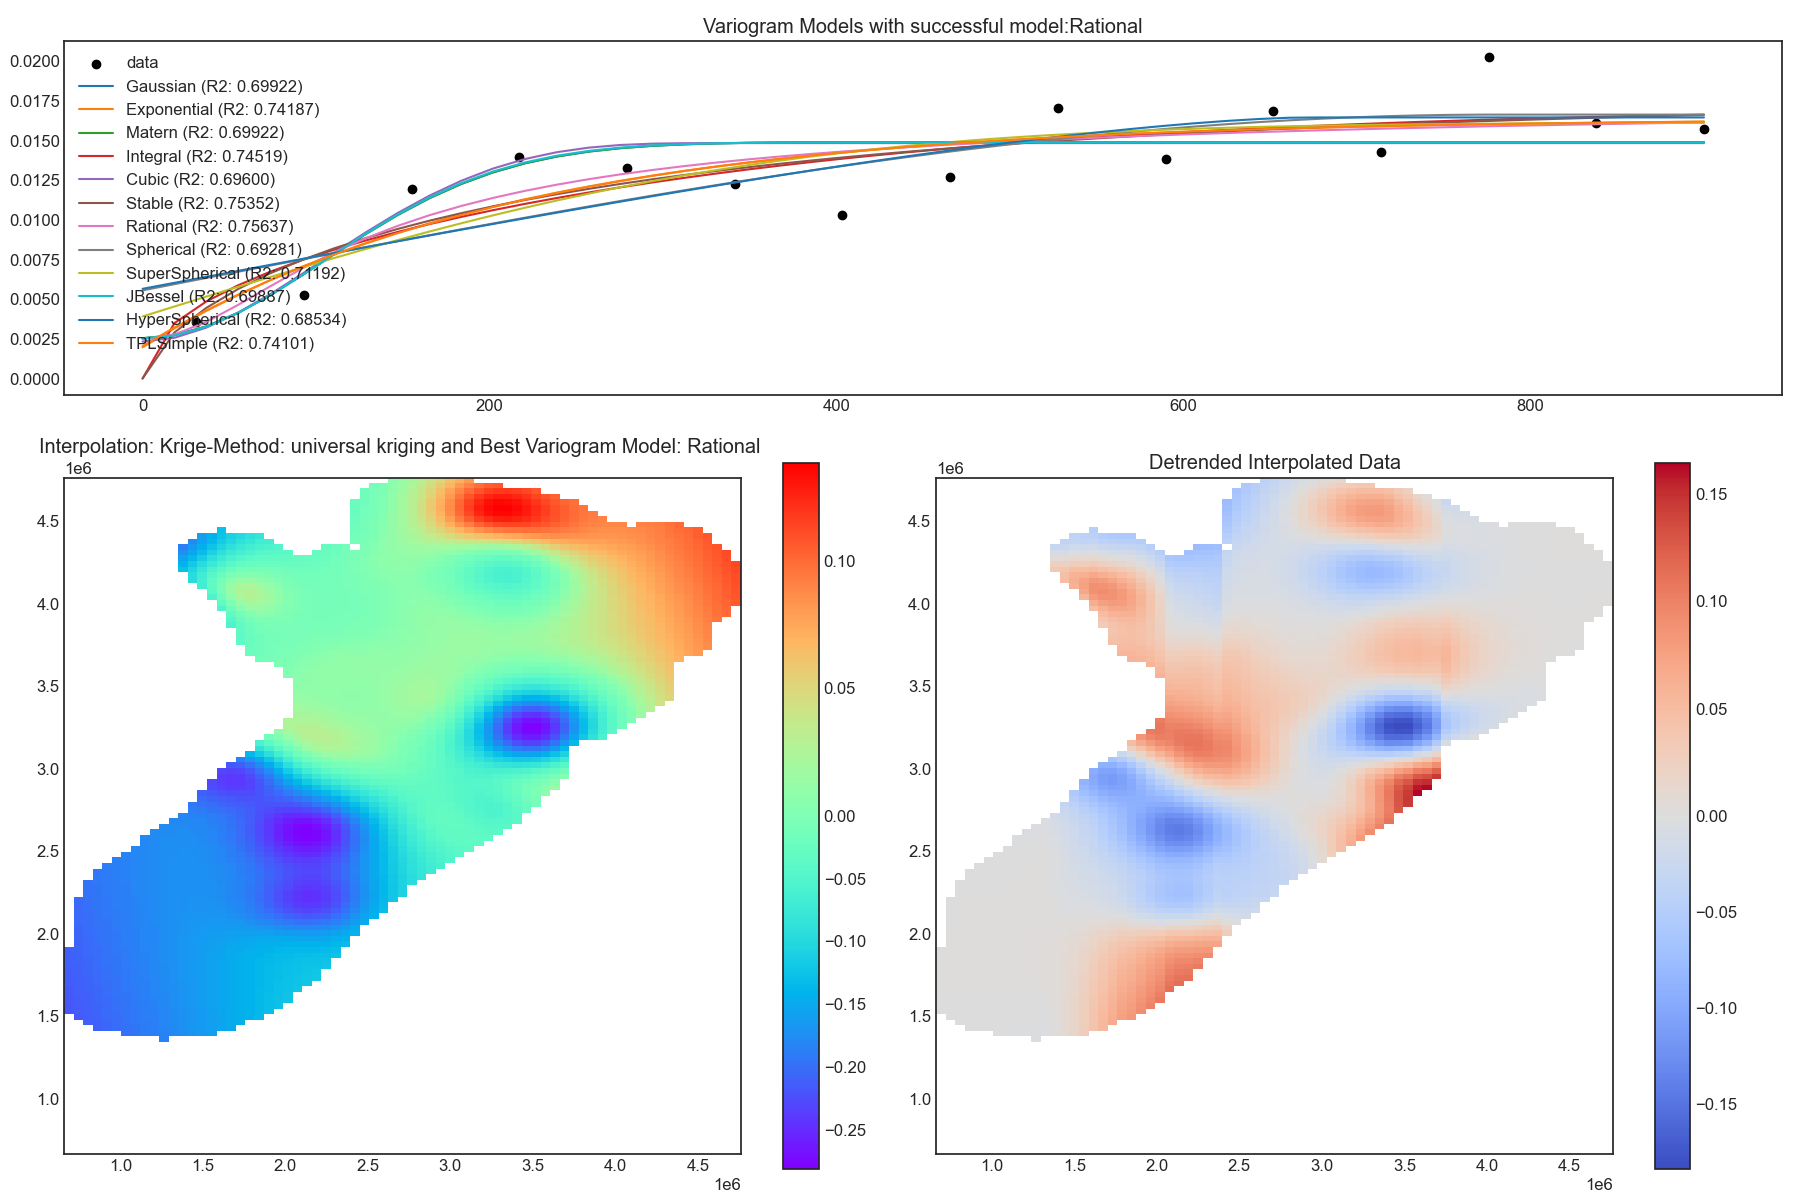 Variogram Models with successful model:Rational
0.0200
0.0175
0.0150
0.0125
0.0100
0.0075
0.0050
0.0025
0.0000
data
Gaussian (R2: 0.69922)
Exponential (R2: 0.74187)
Matern (R2: 0.69922)
Integral (R2: 0.74519)
Cubic (R2: 0.69600)
Stable (R2: 0.75352)
Rational (R2: 0.75637)
Spherical (R2: 0.69281)
SuperSpherical (R2: 0.71192)
JBessel (R2: 0.69887)
HyperSpherical (R2: 0.68534)
TPLSimple (R2: 0.74101)
0 200 400 600 800
Interpolation: Krige-Method: universal kriging and Best Variogram Model: Rational
1e6
4.5
4.0
3.5
3.0
2.5
2.0
1.5
1.0
1.0 1.5 2.0 2.5 3.0 3.5 4.0 4.5
1e6
0.10
0.05
0.00
−0.05
−0.10
−0.15
−0.20
−0.25
Detrended Interpolated Data
1e6
4.5
4.0
3.5
3.0
2.5
2.0
1.5
1.0
1.0 1.5 2.0 2.5 3.0 3.5 4.0 4.5
1e6
0.15
0.10
0.05
0.00
−0.05
−0.10
−0.15